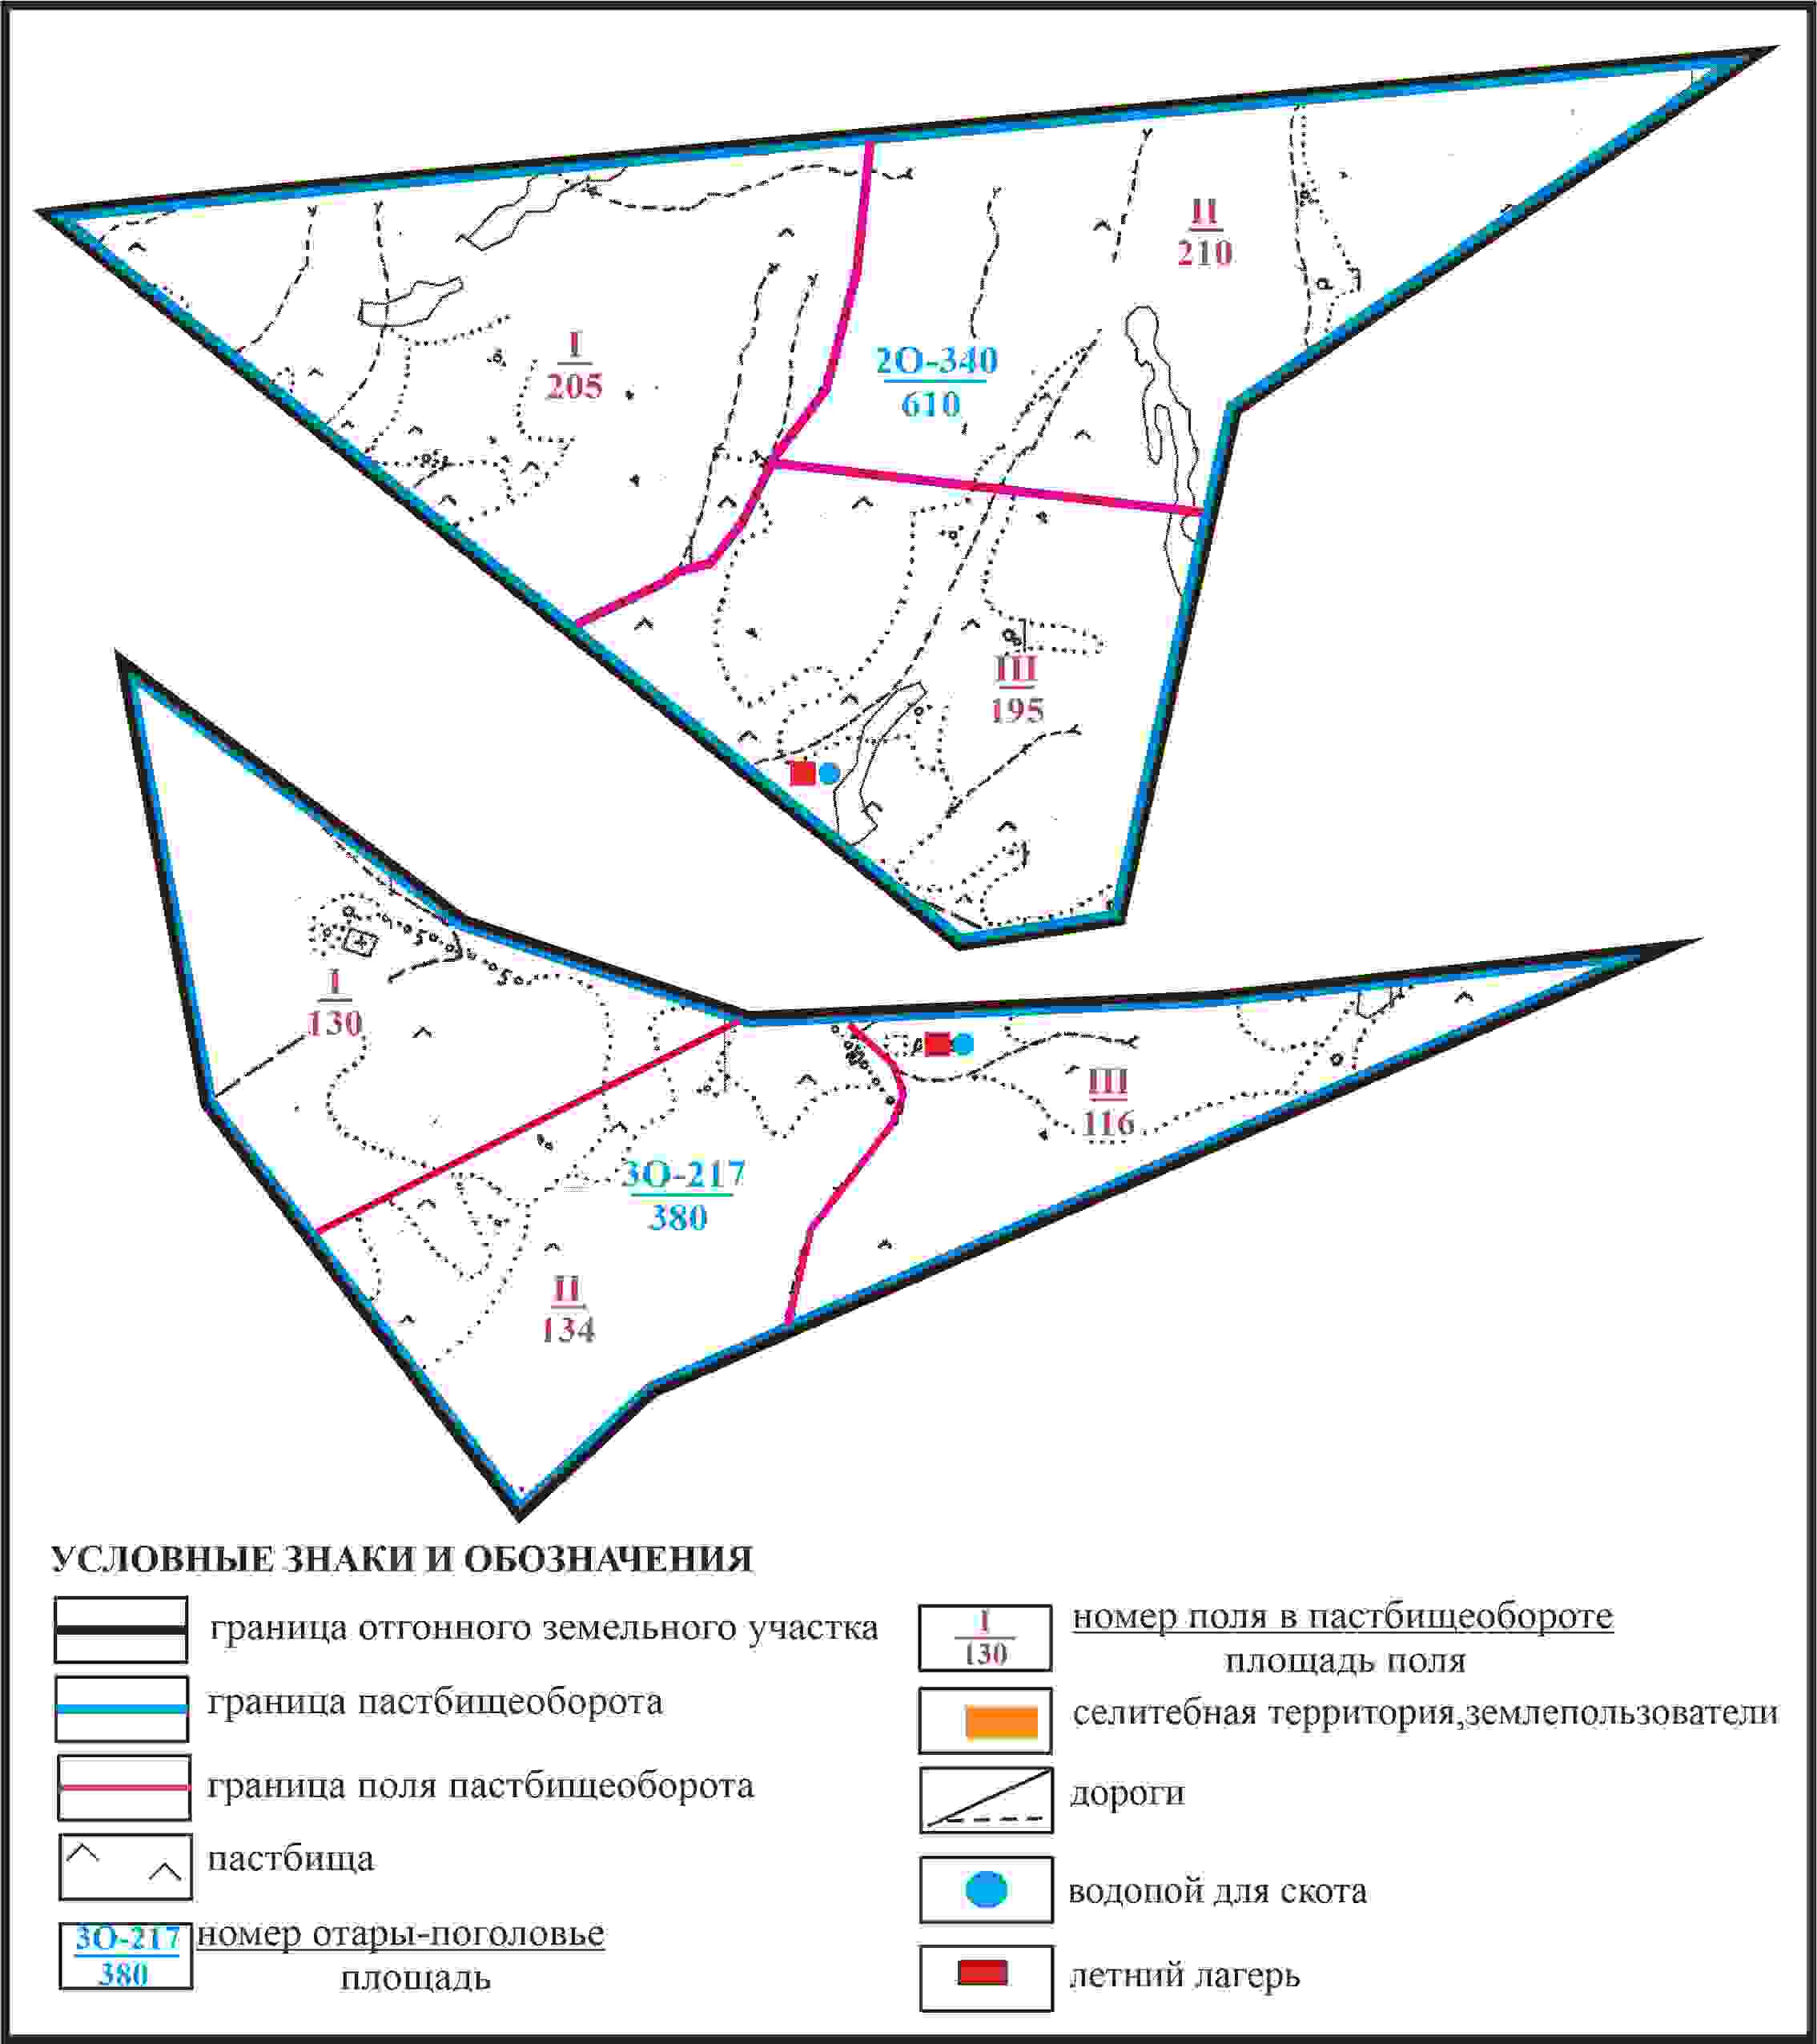 II
210
I
205
2О-340
610
III
195
I
130
III
116
3О-217
380
II
134
УСЛОВНЫЕ ЗНАКИ И ОБОЗНАЧЕНИЯ
граница отгонного земельного участка
граница пастбищеоборота
граница поля пастбищеоборота
пастбища
3О-217
380
номер отары-поголовье
площадь
I
130
номер поля в пастбищеобороте
площадь поля
селитебная территория,землепользователи
дороги
водопой для скота
летний лагерь